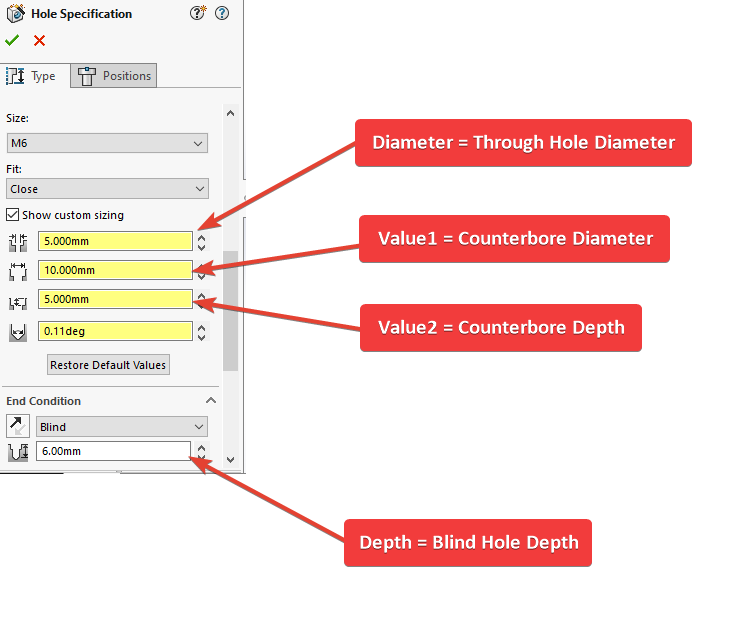 Hole Specification
Type
Positions
Size:
M6
Fit:
Close
Show custom sizing
5.000mm
10.000mm
5.000mm
0.11deg
Restore Default Values
End Condition
Blind
6.00mm
Diameter = Through Hole Diameter
Value1 = Counterbore Diameter
Value2 = Counterbore Depth
Depth = Blind Hole Depth